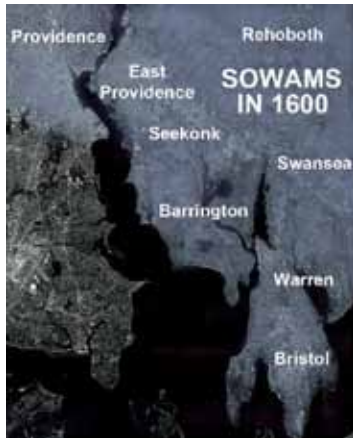 Providence
Rehoboth
East
Providence
SOWAMS
IN 1600
Seekonk
Swansea
Barrington
Warren
Bristol